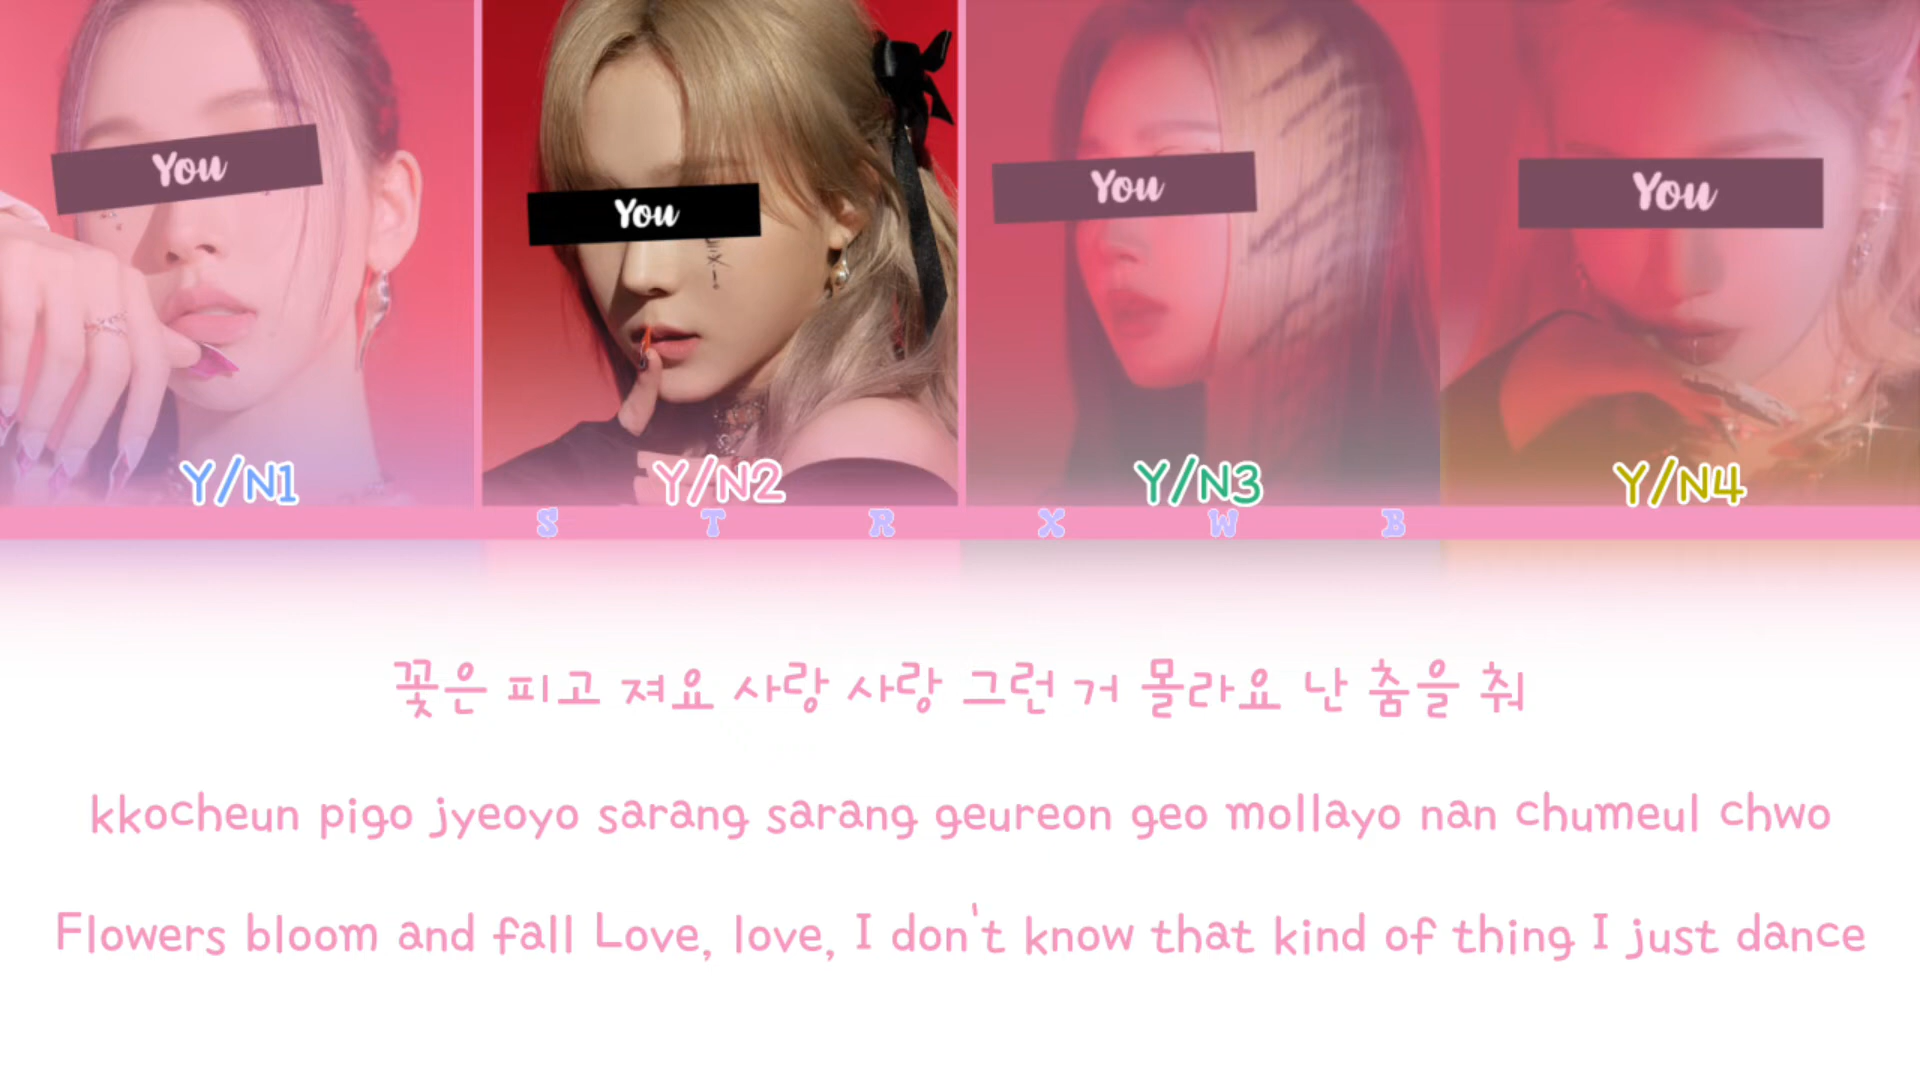 You You You You
Y/N1 Y/N2 Y/N3 Y/N4
S T R X W B
꽃은 피고 져요 사랑 사랑 그런 거 몰라요 난 춤을 춰
kkocheun pigo jyeoyo sarang sarang geureon geo mollayo nan chumeul chwo
Flowers bloom and fall Love, love, I don't know that kind of thing I just dance